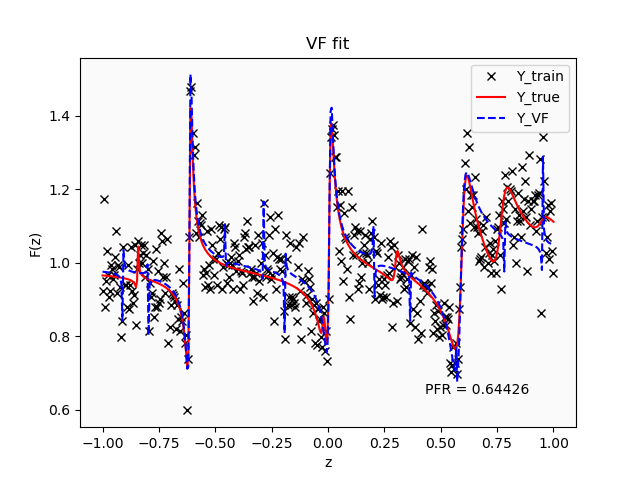 VF fit
Y_train
Y_true
Y_VF
F(z)
1.4
1.2
1.0
0.8
0.6
PFR = 0.64426
−1.00 −0.75 −0.50 −0.25 0.00 0.25 0.50 0.75 1.00
z